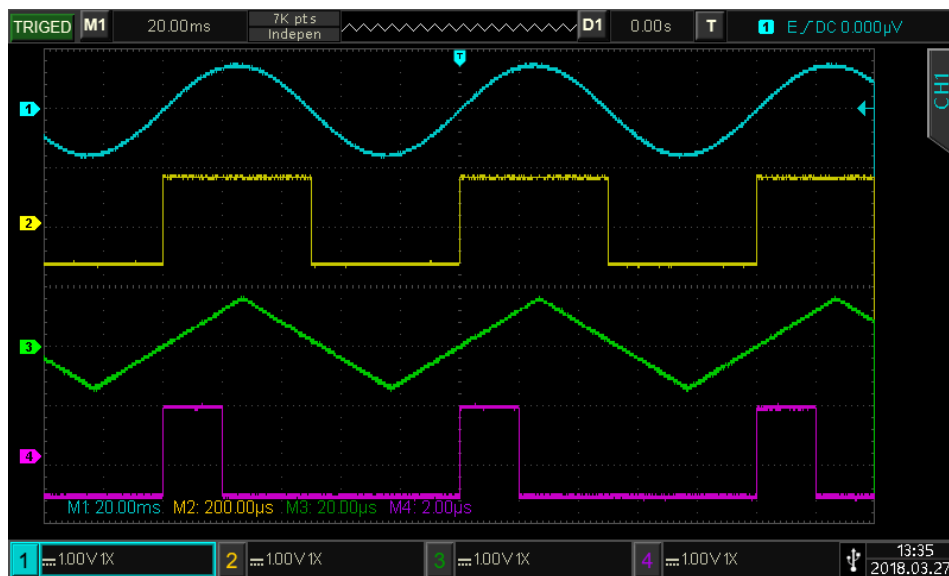 TRIGED M1 20.00ms 7K pts D1 0.00s T 1 E DC 0.000μV
Indepen
T
CH1
1
2
3
4
M1: 20.00ms M2: 200.00μs M3: 20.00μs M4: 2.00μs
1 1.00V 1X 2 1.00V 1X 3 1.00V 1X 4 1.00V 1X 13:35
2018.03.27